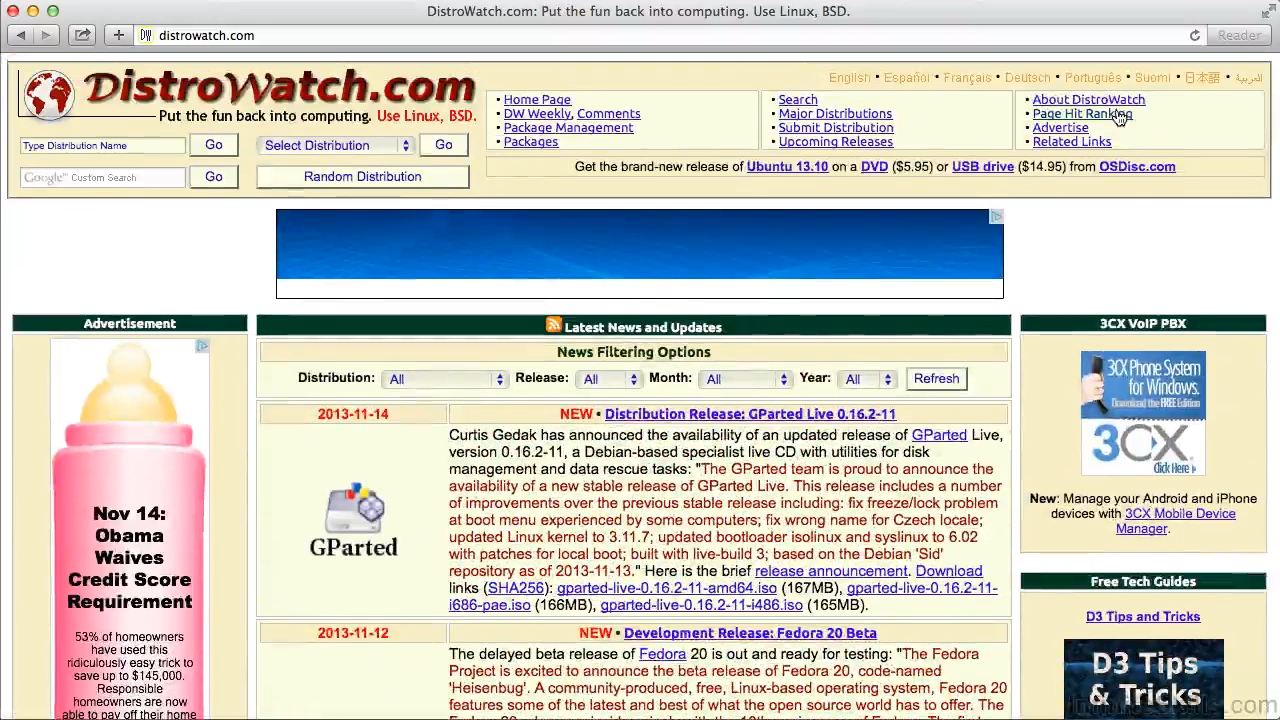 DistroWatch.com: Put the fun back into computing. Use Linux, BSD.
distrowatch.com
Reader
DistroWatch.com
Put the fun back into computing. Use Linux, BSD.
English • Español • Français • Deutsch • Português • Suomi • 日本語 • العربية
• Home Page
• DW Weekly, Comments
• Package Management
• Packages
• Search
• Major Distributions
• Submit Distribution
• Upcoming Releases
• About DistroWatch
• Page Hit Ranking
• Advertise
• Related Links
Type Distribution Name
Go
Select Distribution
Go
Google™ Custom Search
Go
Random Distribution
Get the brand-new release of Ubuntu 13.10 on a DVD ($5.95) or USB drive ($14.95) from OSDisc.com
Advertisement
Nov 14:
Obama
Waives
Credit Score
Requirement
53% of homeowners
have used this
ridiculously easy trick to
save up to $145,000.
Responsible
homeowners are now
able to pay off their home
Latest News and Updates
News Filtering Options
Distribution: All Release: All Month: All Year: All Refresh
2013-11-14
NEW • Distribution Release: GParted Live 0.16.2-11
GParted
Curtis Gedak has announced the availability of an updated release of GParted Live,
version 0.16.2-11, a Debian-based specialist live CD with utilities for disk
management and data rescue tasks: "The GParted team is proud to announce the
availability of a new stable release of GParted Live. This release includes a number
of improvements over the previous stable release including: fix freeze/lock problem
at boot menu experienced by some computers; fix wrong name for Czech locale;
updated Linux kernel to 3.11.7; updated bootloader isolinux and syslinux to 6.02
with patches for local boot; built with live-build 3; based on the Debian 'Sid'
repository as of 2013-11-13." Here is the brief release announcement. Download
links (SHA256): gparted-live-0.16.2-11-amd64.iso (167MB), gparted-live-0.16.2-11-
i686-pae.iso (166MB), gparted-live-0.16.2-11-i486.iso (165MB).
2013-11-12
NEW • Development Release: Fedora 20 Beta
The delayed beta release of Fedora 20 is out and ready for testing: "The Fedora
Project is excited to announce the beta release of Fedora 20, code-named
'Heisenbug'. A community-produced, free, Linux-based operating system, Fedora 20
features some of the latest and best of what the open source world has to offer. The
3CX VoIP PBX
3CX Phone System
for Windows.
Download the FREE Edition
3CX
Click Here
New: Manage your Android and iPhone
devices with 3CX Mobile Device
Manager.
Free Tech Guides
D3 Tips and Tricks
D3 Tips
& Tricks